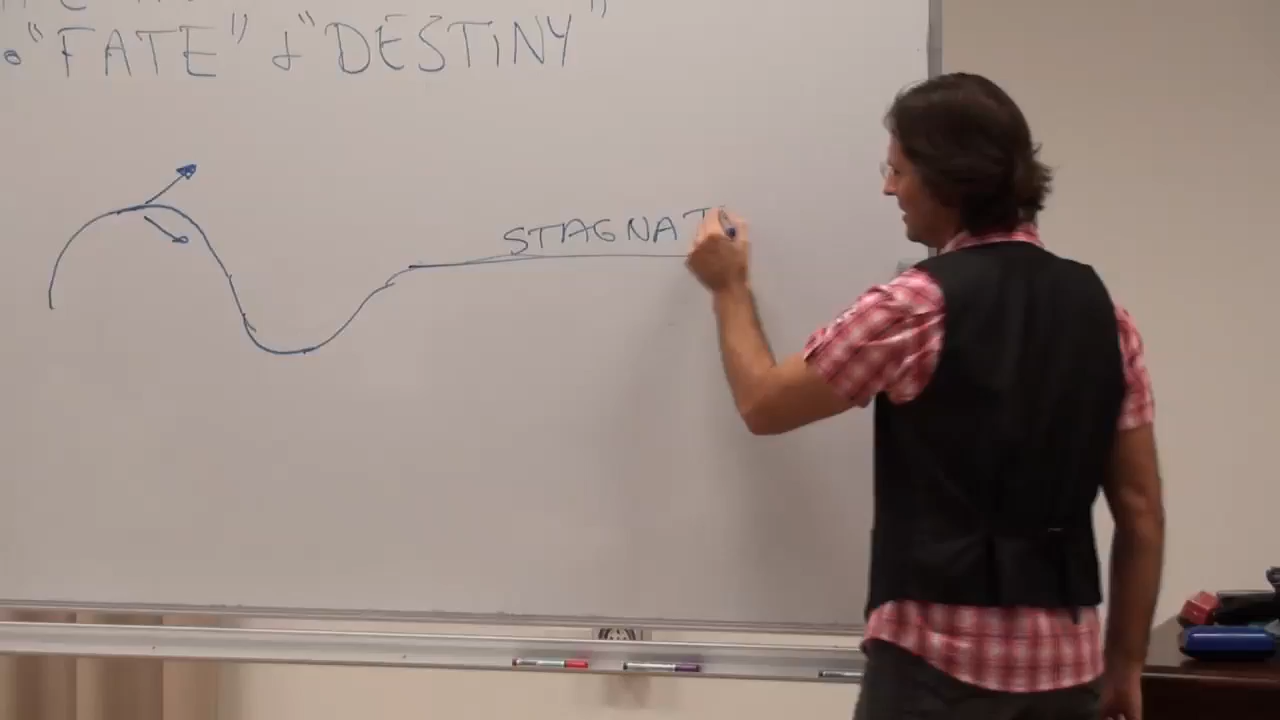 • "FATE" & "DESTINY"
STAGNAT